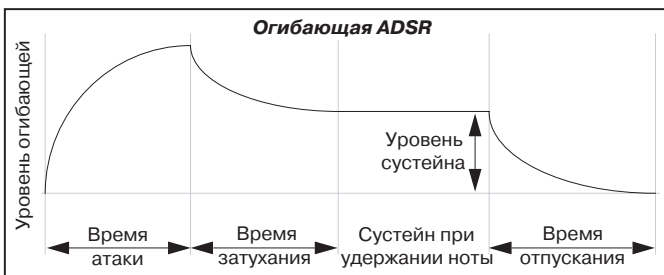 Огибающая ADSR
Уровень огибающей
Уровень
сустейна
Время
атаки
Время
затухания
Сустейн при
удержании ноты
Время
отпускания